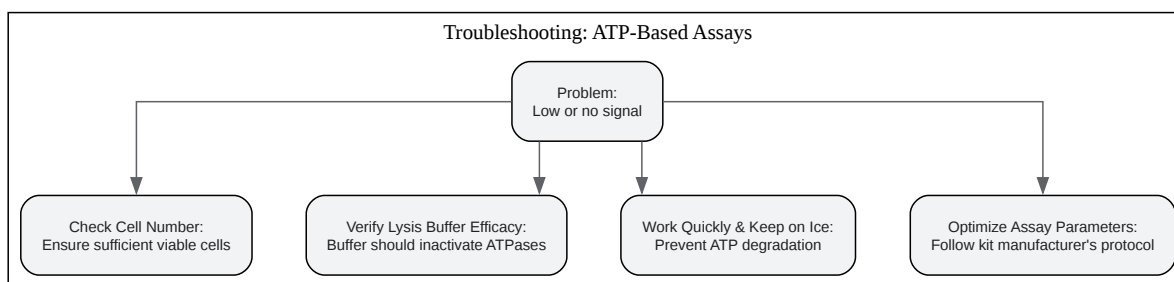 Troubleshooting: ATP-Based Assays
Problem:
Low or no signal
Check Cell Number:
Ensure sufficient viable cells
Verify Lysis Buffer Efficacy:
Buffer should inactivate ATPases
Work Quickly & Keep on Ice:
Prevent ATP degradation
Optimize Assay Parameters:
Follow kit manufacturer's protocol